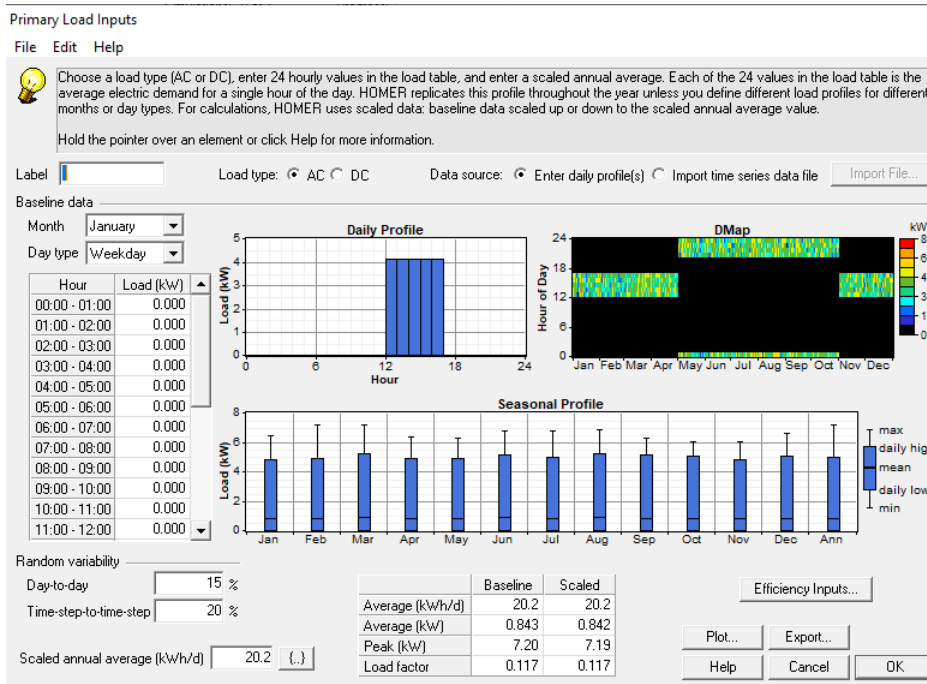 Primary Load Inputs
File Edit Help
Choose a load type (AC or DC), enter 24 hourly values in the load table, and enter a scaled annual average. Each of the 24 values in the load table is the
average electric demand for a single hour of the day. HOMER replicates this profile throughout the year unless you define different load profiles for different
months or day types. For calculations, HOMER uses scaled data: baseline data scaled up or down to the scaled annual average value.
Hold the pointer over an element or click Help for more information.
Label Load type: AC DC Data source: Enter daily profile(s) Import time series data file Import File...
Baseline data
Month January
Day type Weekday
Hour Load (kW)
00:00 - 01:00 0.000
01:00 - 02:00 0.000
02:00 - 03:00 0.000
03:00 - 04:00 0.000
04:00 - 05:00 0.000
05:00 - 06:00 0.000
06:00 - 07:00 0.000
07:00 - 08:00 0.000
08:00 - 09:00 0.000
09:00 - 10:00 0.000
10:00 - 11:00 0.000
11:00 - 12:00 0.000
Daily Profile
Load (kW)
5
4
3
2
1
0
0 6 12 18 24
Hour
DMap
Hour of Day
24
18
12
6
0
Jan Feb Mar Apr May Jun Jul Aug Sep Oct Nov Dec
kW
8
6
4
3
1
0
Seasonal Profile
Load (kW)
8
6
4
2
0
Jan Feb Mar Apr May Jun Jul Aug Sep Oct Nov Dec Ann
max
daily hig
mean
daily low
min
Random variability
Day-to-day 15 %
Time-step-to-time-step 20 %
Scaled annual average (kWh/d) 20.2 {..}
Baseline Scaled
Average (kWh/d) 20.2 20.2
Average (kW) 0.843 0.842
Peak (kW) 7.20 7.19
Load factor 0.117 0.117
Efficiency Inputs...
Plot... Export...
Help Cancel OK